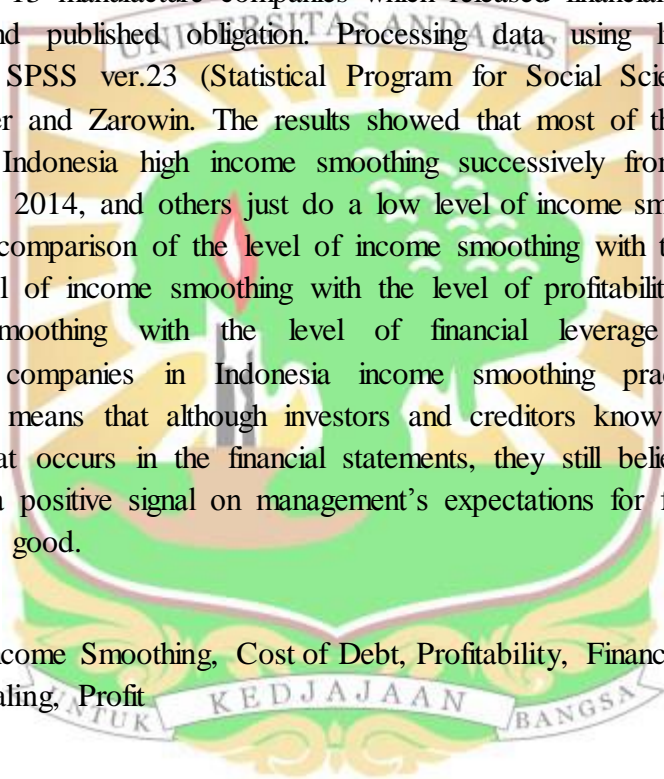 15 manufacture companies which released financial
nd published obligation. Processing data using
SPSS ver.23 (Statistical Program for Social Scie
er and Zarowin. The results showed that most of th
Indonesia high income smoothing successively fro
2014, and others just do a low level of income sm
comparison of the level of income smoothing with t
l of income smoothing with the level of profitabilit
moothing with the level of financial leverage
companies in Indonesia income smoothing prac
means that although investors and creditors know
at occurs in the financial statements, they still belie
a positive signal on management's expectations for f
good.
come Smoothing, Cost of Debt, Profitability, Financ
aling, Profit
UNIVERSITAS ANDALAS
UNTUK KEDJAJAAN BANGSA